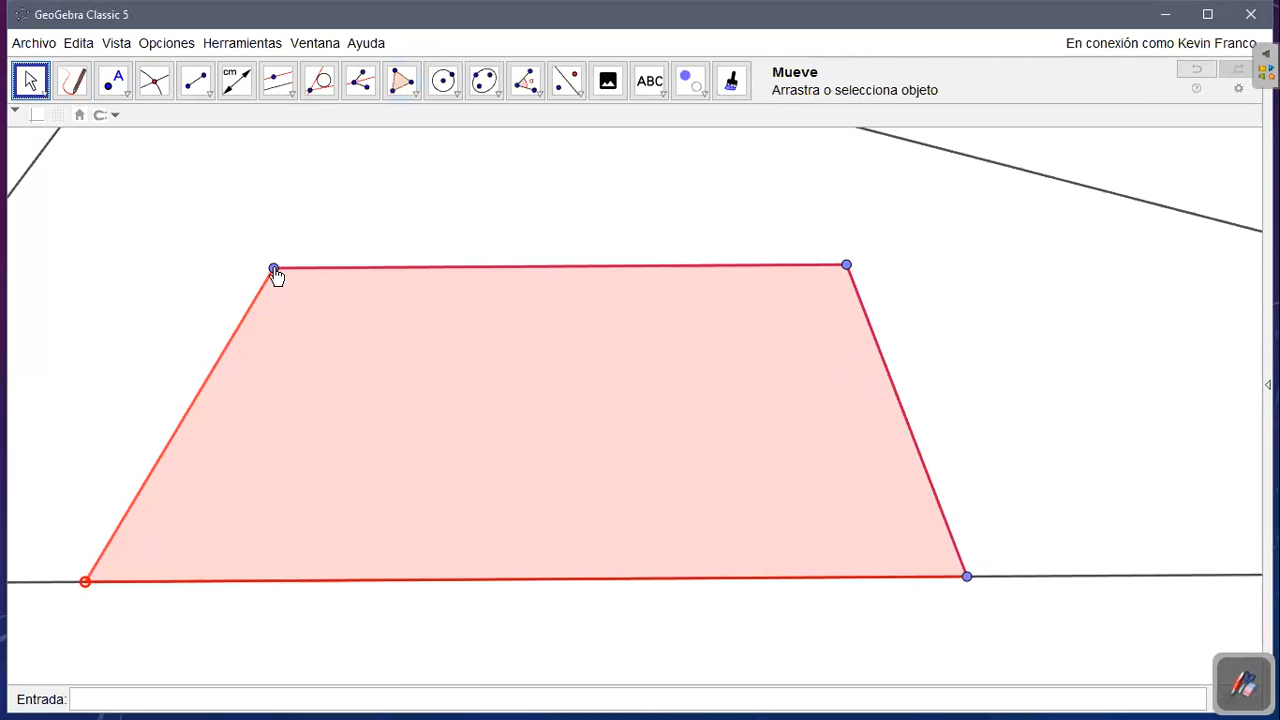 GeoGebra Classic 5
Archivo Edita Vista Opciones Herramientas Ventana Ayuda
En conexión como Kevin Franco
cm
A
ABC
Mueve
Arrastra o selecciona objeto
Entrada: